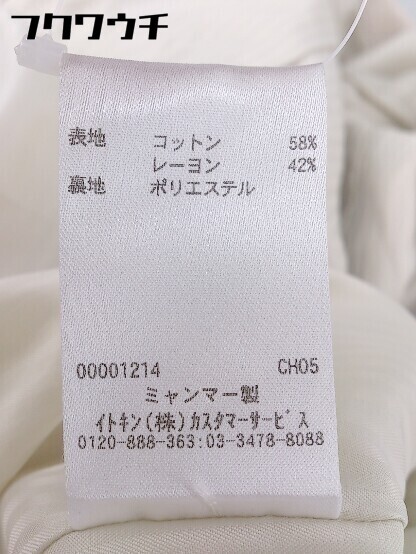 フクワウチ
表地 コットン 58%
レーヨン 42%
裏地 ポリエステル
00001214 CH05
ミャンマー製
イトキン(株)カスタマーサービス
0120-888-363:03-3478-8088